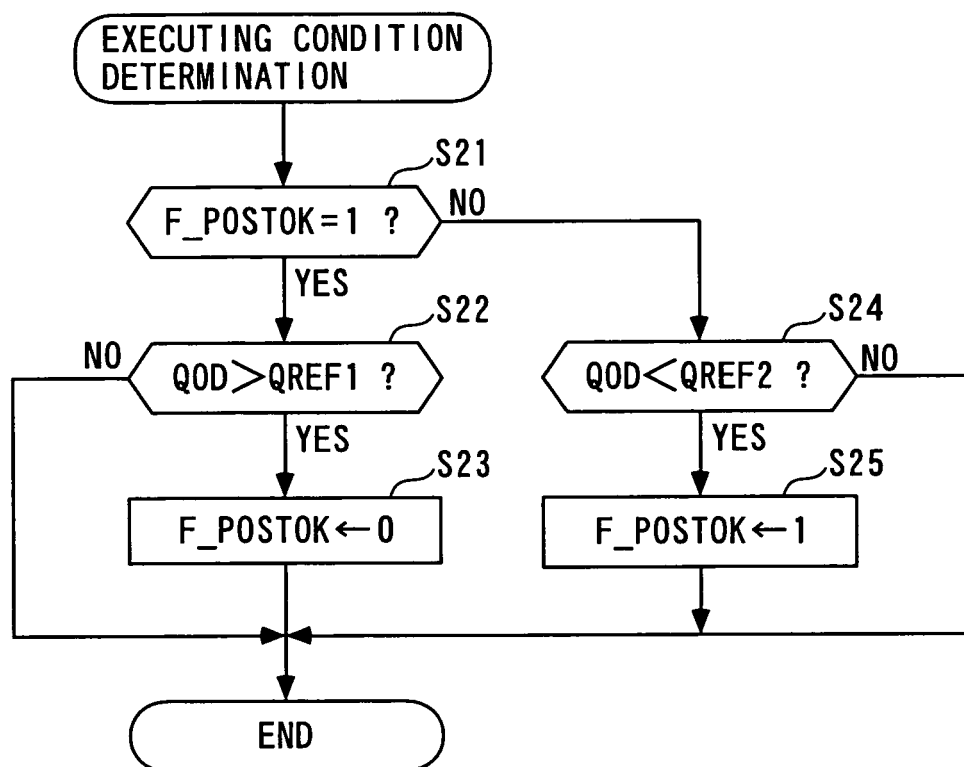 EXECUTING CONDITION
DETERMINATION
S21
F_POSTOK=1 ?
NO
YES
S22
NO
QOD>QREF1 ?
YES
S23
F_POSTOK←0
S24
QOD<QREF2 ?
NO
YES
S25
F_POSTOK←1
END